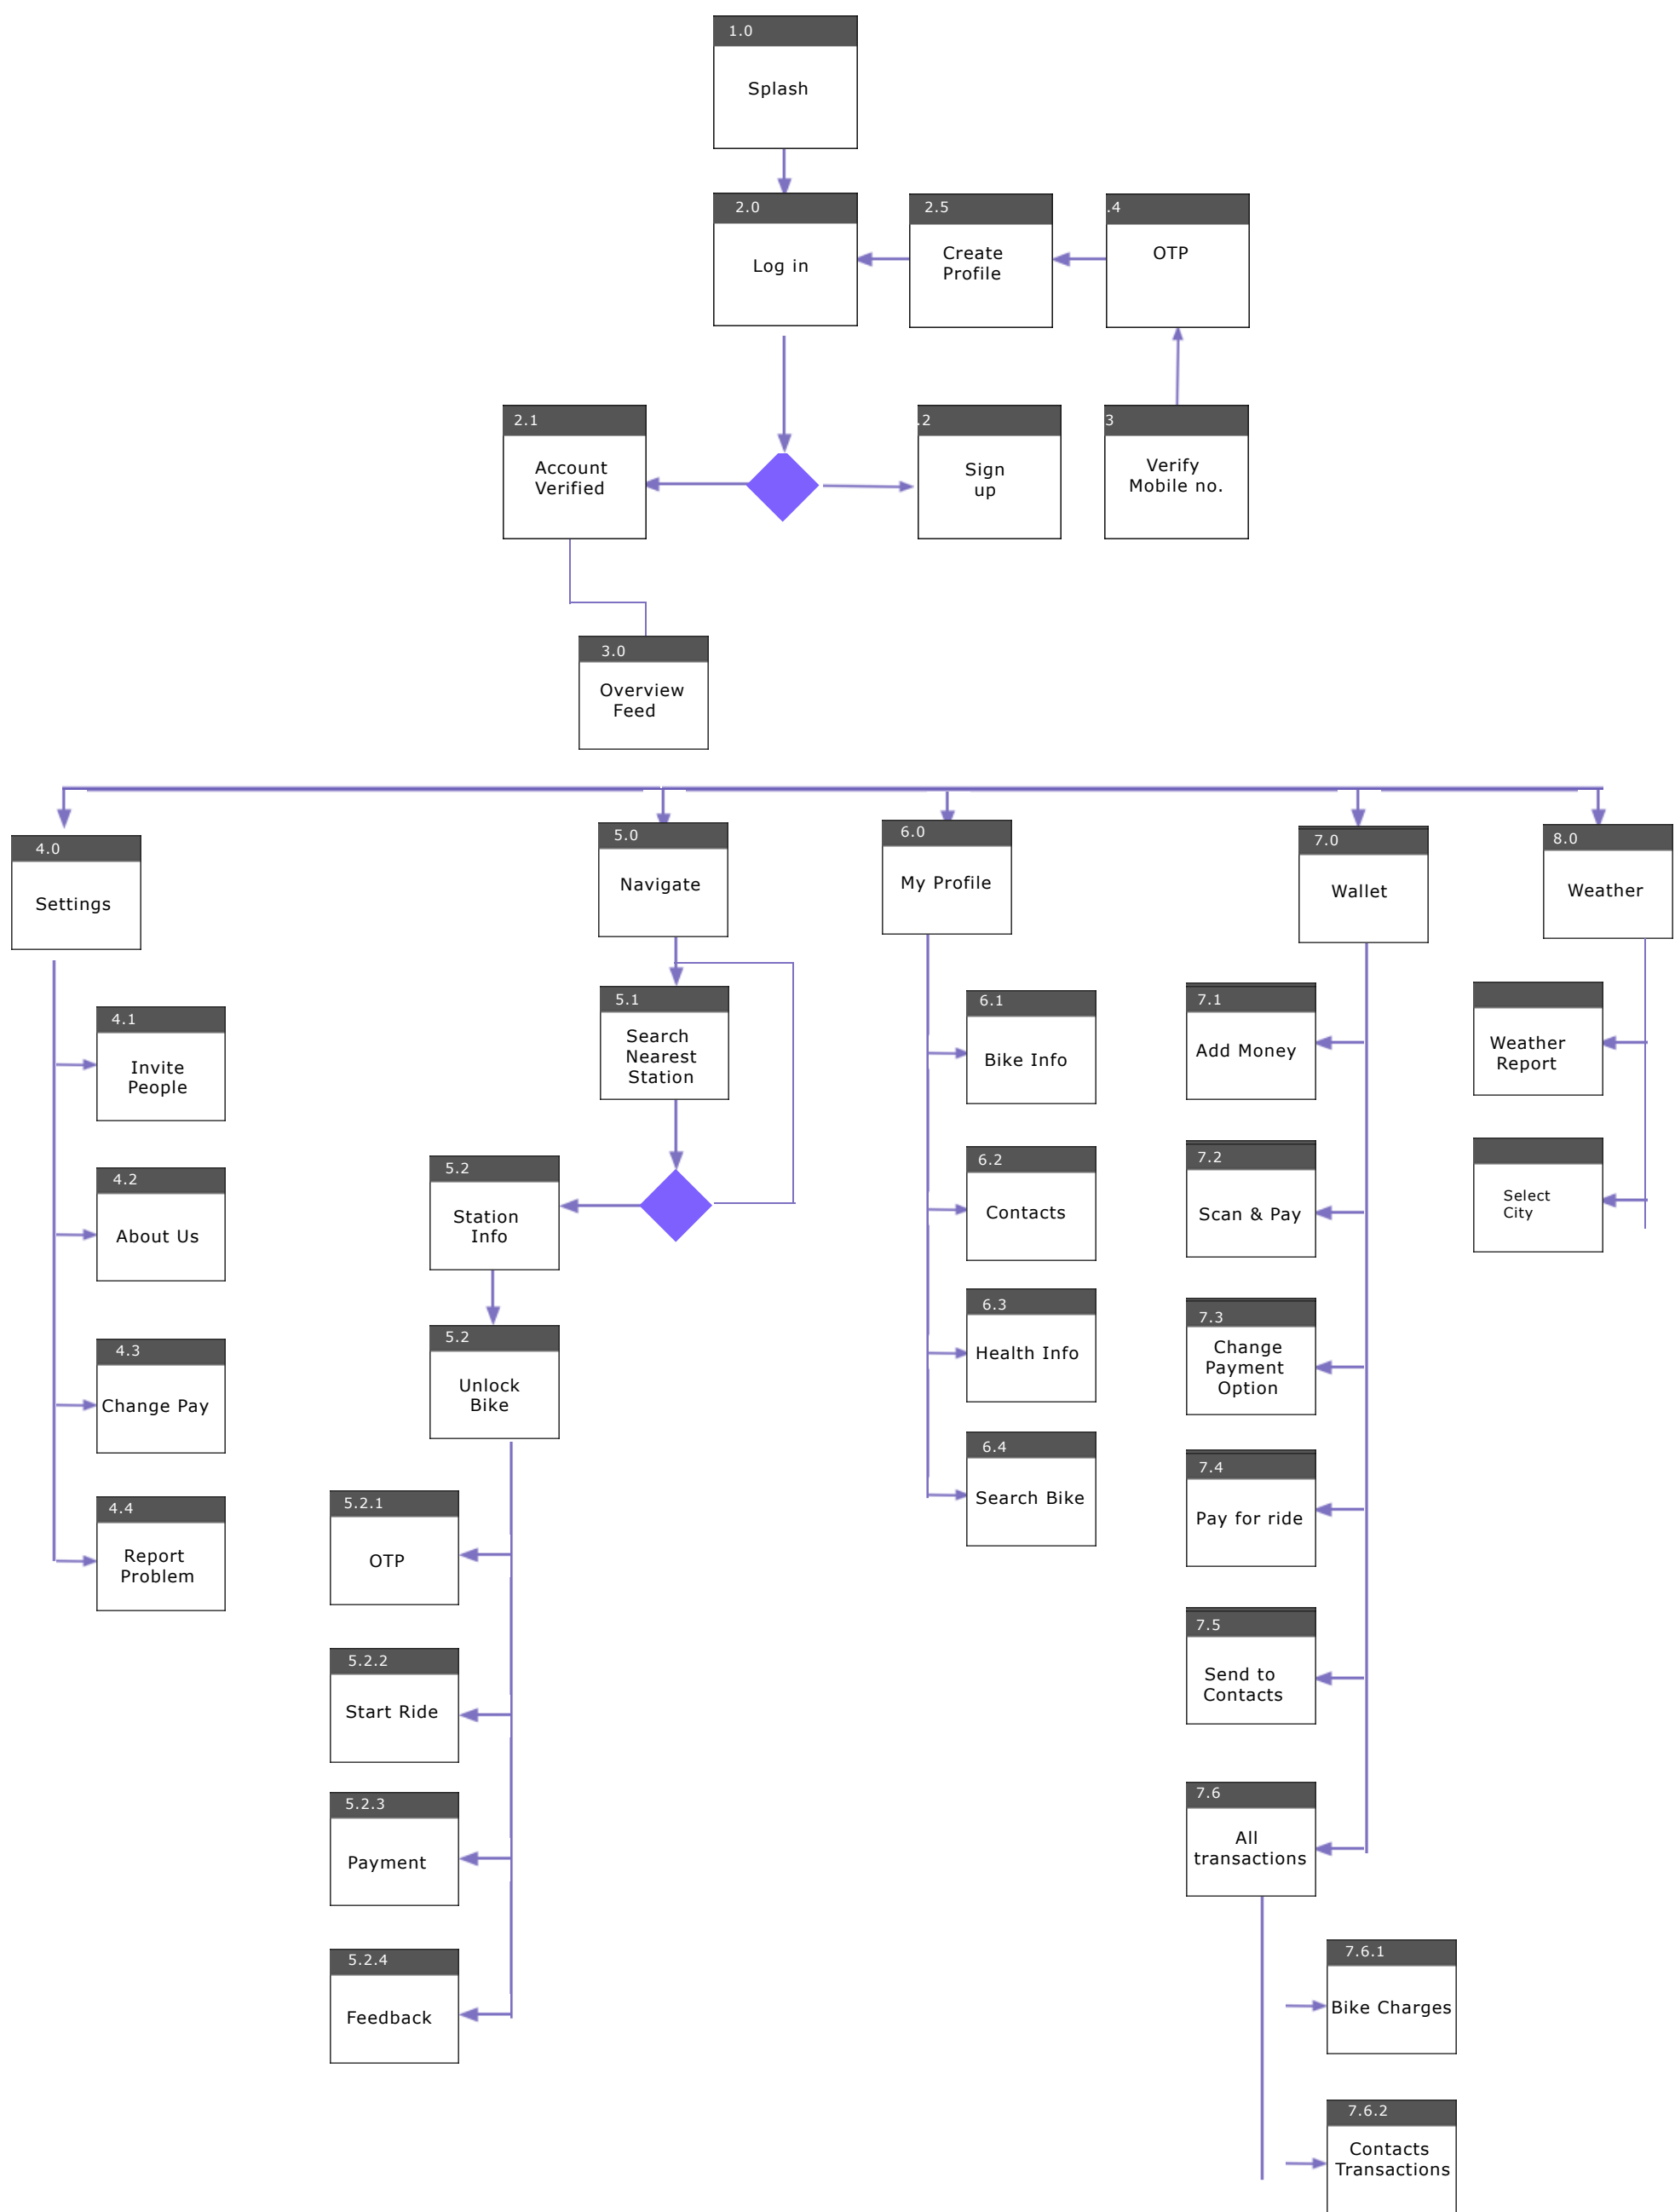 1.0
Splash
2.0
Log in
2.5
Create
Profile
.4
OTP
2.1
Account
Verified
.2
Sign
up
3
Verify
Mobile no.
3.0
Overview
Feed
4.0
Settings
4.1
Invite
People
4.2
About Us
4.3
Change Pay
4.4
Report
Problem
5.0
Navigate
5.1
Search
Nearest
Station
5.2
Station
Info
5.2
Unlock
Bike
5.2.1
OTP
5.2.2
Start Ride
5.2.3
Payment
5.2.4
Feedback
6.0
My Profile
6.1
Bike Info
6.2
Contacts
6.3
Health Info
6.4
Search Bike
7.0
Wallet
7.1
Add Money
7.2
Scan & Pay
7.3
Change
Payment
Option
7.4
Pay for ride
7.5
Send to
Contacts
7.6
All
transactions
7.6.1
Bike Charges
7.6.2
Contacts
Transactions
8.0
Weather
Weather
Report
Select
City